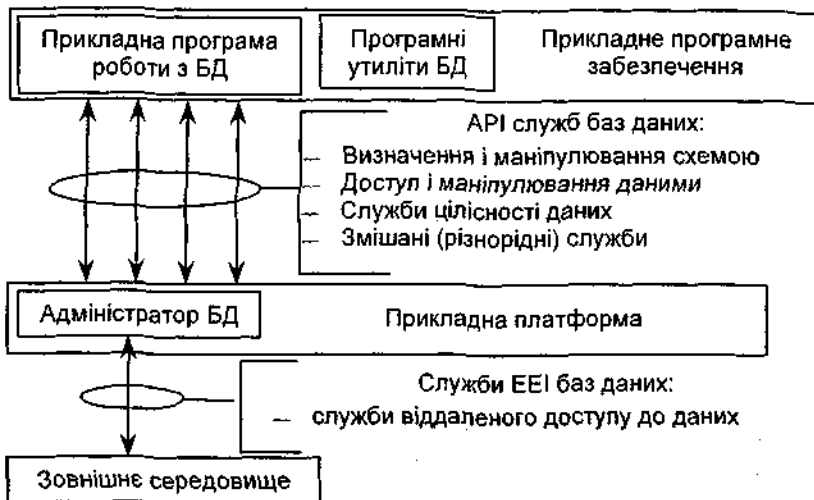 Прикладна програма
роботи з БД
Програмні
утиліти БД
Прикладне програмне
забезпечення
API служб баз даних:
— Визначення і маніпулювання схемою
— Доступ і маніпулювання даними
— Служби цілісності даних
— Змішані (різнорідні) служби
Адміністратор БД
Прикладна платформа
Служби EEI баз даних:
— служби віддаленого доступу до даних
Зовнішнє середовище